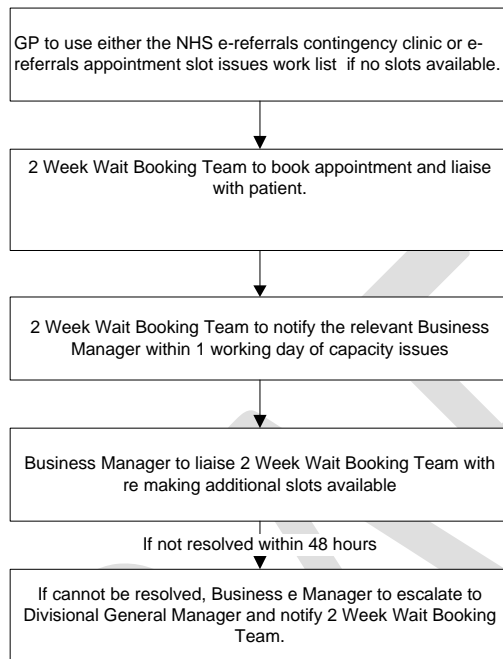 GP to use either the NHS e-referrals contingency clinic or e-
referrals appointment slot issues work list if no slots available.
2 Week Wait Booking Team to book appointment and liaise
with patient.
2 Week Wait Booking Team to notify the relevant Business
Manager within 1 working day of capacity issues
Business Manager to liaise 2 Week Wait Booking Team with
re making additional slots available
If not resolved within 48 hours
If cannot be resolved, Business e Manager to escalate to
Divisional General Manager and notify 2 Week Wait Booking
Team.